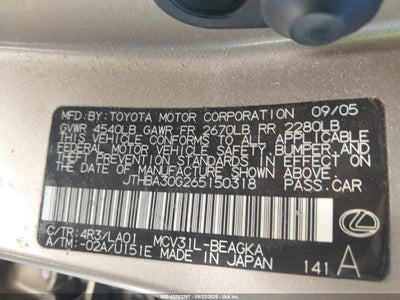 MFD.BY: TOYOTA MOTOR CORPORATION 09/05
GVWR 4540LB GAWR FR 2670LB RR 2280LB
THIS VEHICLE CONFORMS TO ALL APPLICABLE
FEDERAL MOTOR VEHICLE SAFETY, BUMPER, AND
THEFT PREVENTION STANDARDS IN EFFECT ON
THE DATE OF MANUFACTURE SHOWN ABOVE.
JTHBA30G265150318 PASS.CAR
C/TR: 4R3/LA01 MCV31L-BEAGKA
A/TM: -02A/U151E MADE IN JAPAN
141 A